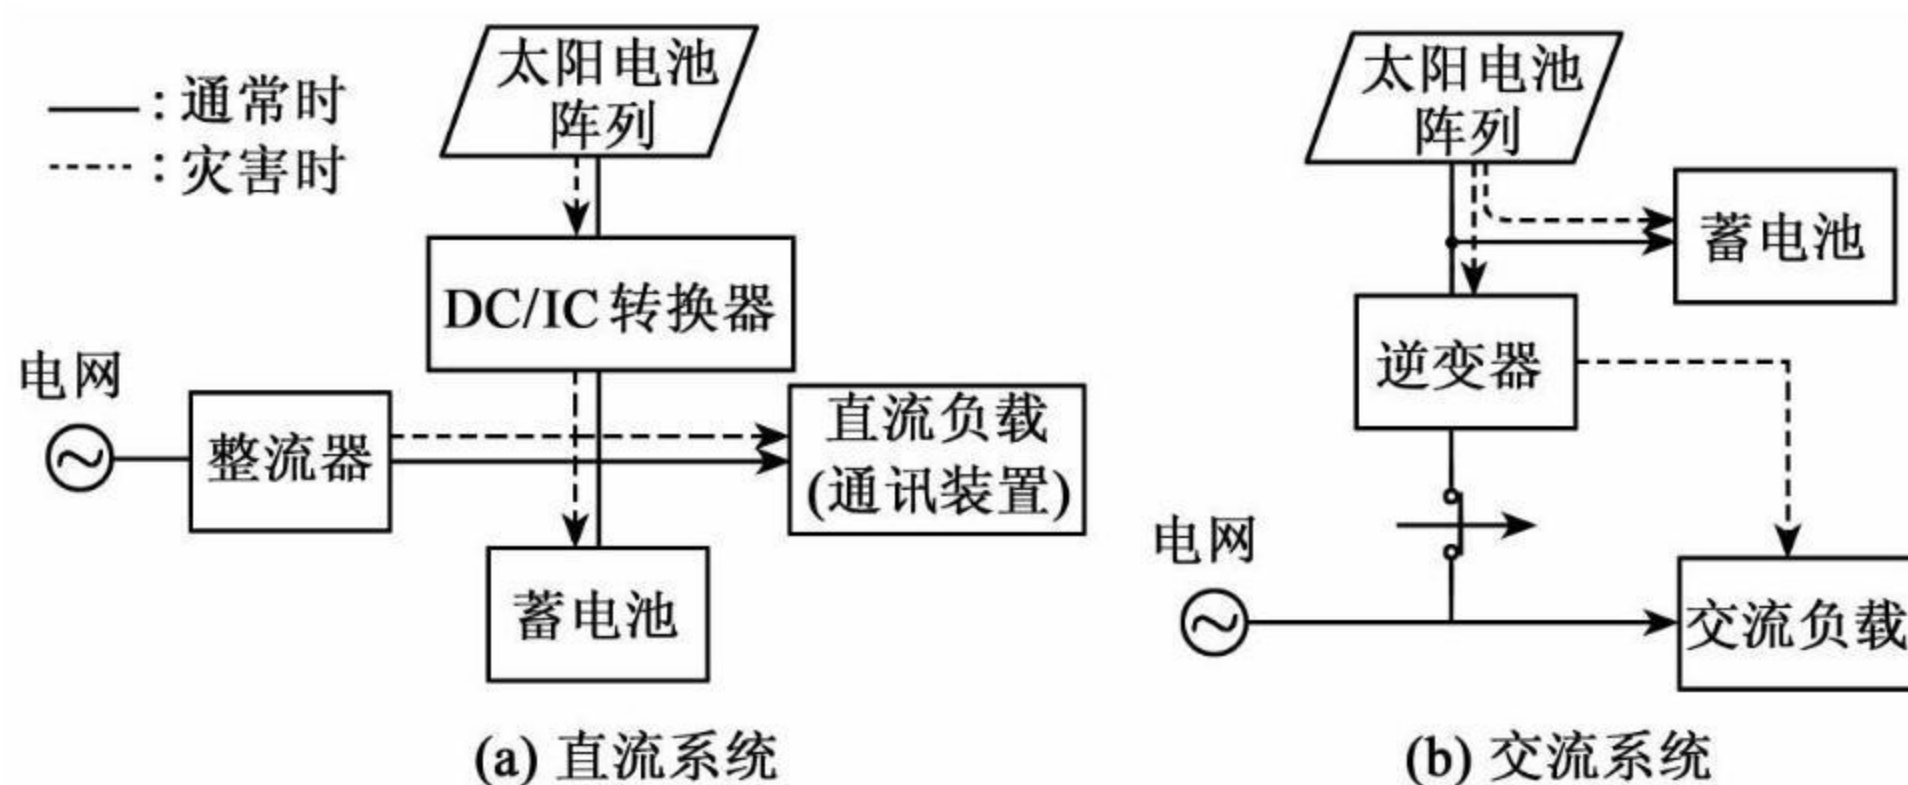 :通常时
:灾害时
太阳电池
阵列
DC/IC 转换器
电网
整流器
直流负载
(通讯装置)
蓄电池
(a) 直流系统
太阳电池
阵列
蓄电池
逆变器
电网
交流负载
(b) 交流系统